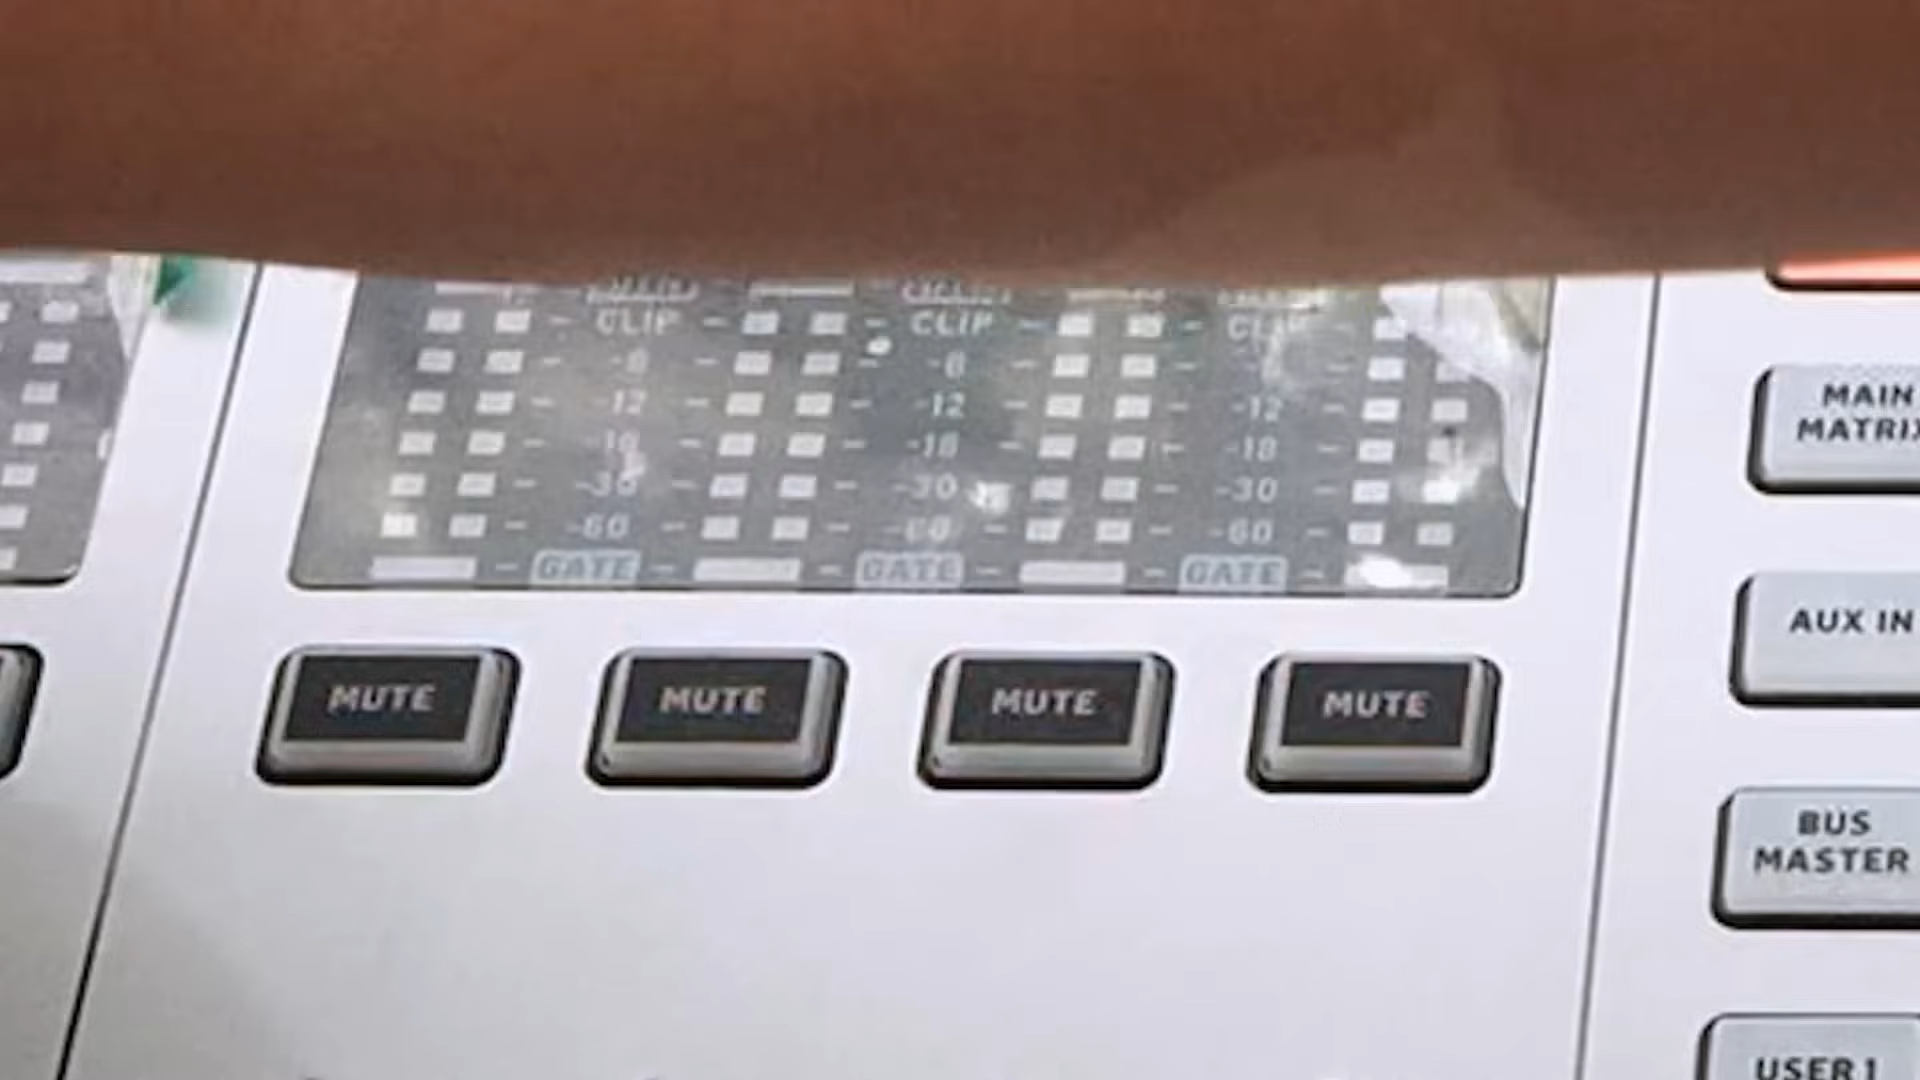 CLIP CLIP CLIP
-6 -6
-12 -12 -12
-18 -18 -18
-30 -30 -30
-60 -60 -60
GATE GATE GATE
MUTE MUTE MUTE MUTE
MAIN
MATRIX
AUX IN
BUS
MASTER
USER 1